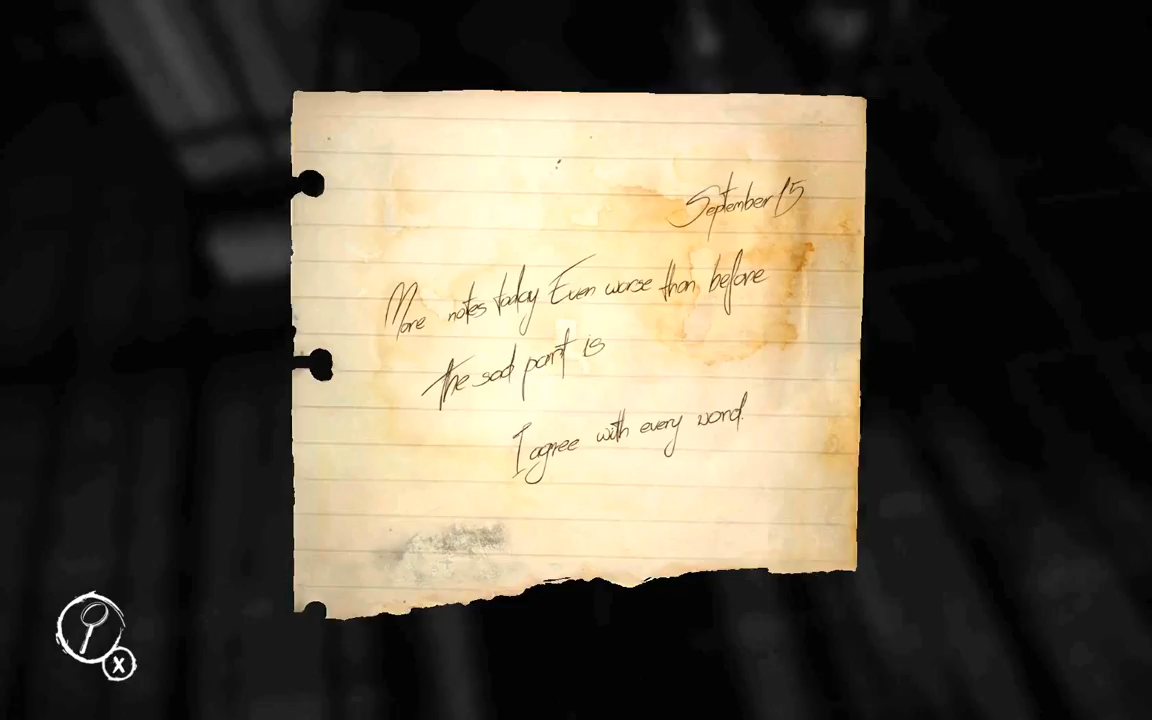 September 15
More notes today Even worse than before
the sad part is
I agree with every word.
X